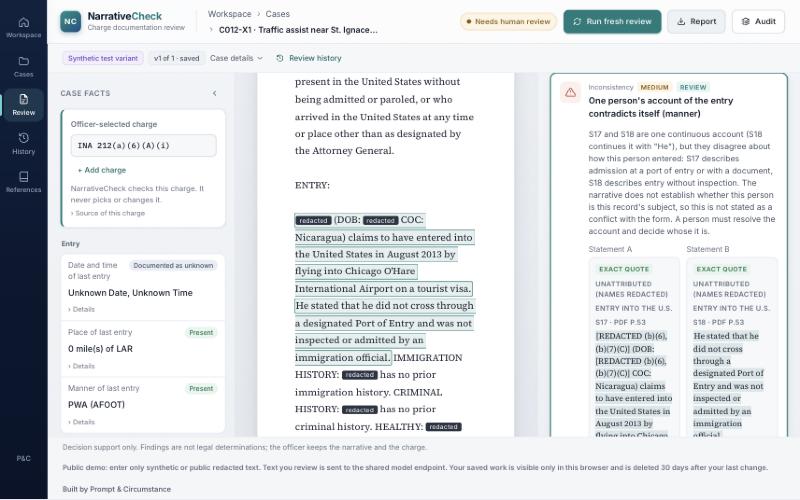 NC
NarrativeCheck
Charge documentation review
Workspace › Cases
› CO12-X1 · Traffic assist near St. Ignace...
Needs human review
Run fresh review
Report
Audit
Workspace
Cases
Review
History
References
P&C
Synthetic test variant
v1 of 1 · saved
Case details
Review history
CASE FACTS
Officer-selected charge
INA 212(a)(6)(A)(i)
+ Add charge
NarrativeCheck checks this charge. It
never picks or changes it.
› Source of this charge
Entry
Date and time
of last entry
Documented as unknown
Unknown Date, Unknown Time
› Details
Place of last entry
Present
0 mile(s) of LAR
› Details
Manner of last entry
Present
PWA (AFOOT)
› Details
present in the United States without
being admitted or paroled, or who
arrived in the United States at any time
or place other than as designated by
the Attorney General.
ENTRY:
redacted (DOB: redacted COC:
Nicaragua) claims to have entered into
the United States in August 2013 by
flying into Chicago O'Hare
International Airport on a tourist visa.
He stated that he did not cross through
a designated Port of Entry and was not
inspected or admitted by an
immigration official. IMMIGRATION
HISTORY: redacted has no prior
immigration history. CRIMINAL
HISTORY: redacted has no prior
criminal history. HEALTHY: redacted
Inconsistency MEDIUM REVIEW
One person's account of the entry
contradicts itself (manner)
S17 and S18 are one continuous account (S18
continues it with "He"), but they disagree about
how this person entered: S17 describes
admission at a port of entry or with a document,
S18 describes entry without inspection. The
narrative does not establish whether this person
is this record's subject, so this is not stated as a
conflict with the form. A person must resolve the
account and decide whose it is.
Statement A
EXACT QUOTE
UNATTRIBUTED
(NAMES REDACTED)
ENTRY INTO THE U.S.
S17 · PDF P.53
[REDACTED (b)(6),
(b)(7)(C)] (DOB:
[REDACTED (b)(6),
(b)(7)(C)] COC:
Nicaragua) claims
to have entered into
the United States in
August 2013 by
flying into Chicago
Statement B
EXACT QUOTE
UNATTRIBUTED
(NAMES REDACTED)
ENTRY INTO THE U.S.
S18 · PDF P.53
He stated that he
did not cross
through a
designated Port of
Entry and was not
inspected or
admitted by an
immigration
official.
Decision support only. Findings are not legal determinations; the officer keeps the narrative and the charge.
Public demo: enter only synthetic or public redacted text. Text you review is sent to the shared model endpoint. Your saved work is visible only in this browser and is deleted 30 days after your last change.
Built by Prompt & Circumstance